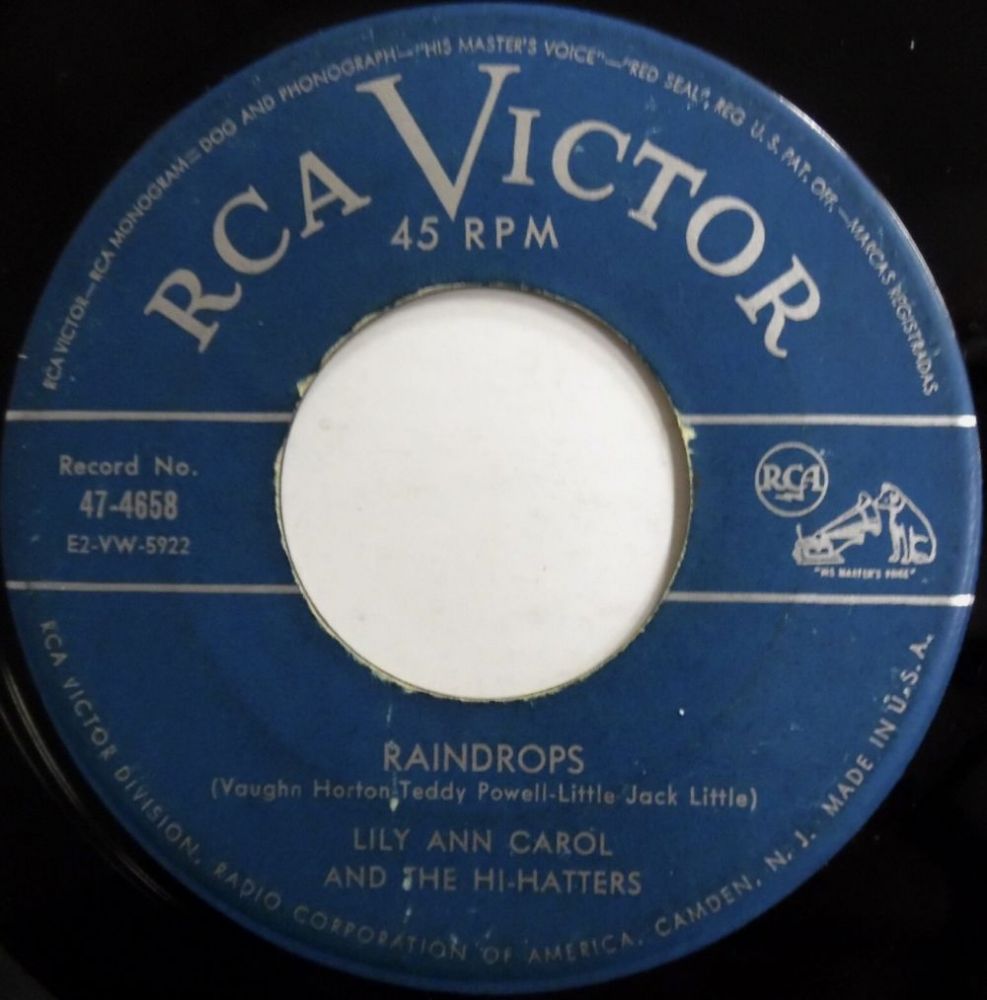 RCA VICTOR—RCA MONOGRAM—DOG AND PHONOGRAPH—"HIS MASTER'S VOICE"—"RED SEAL", REG U.S. PAT. OFF.—MARCAS REGISTRADAS
RCA VICTOR
45 RPM
Record No.
47-4658
E2-VW-5922
RCA
"HIS MASTER'S VOICE"
RAINDROPS
(Vaughn Horton-Teddy Powell-Little Jack Little)
LILY ANN CAROL
AND THE HI-HATTERS
RCA VICTOR DIVISION, RADIO CORPORATION OF AMERICA, CAMDEN, N. J. MADE IN U.S.A.